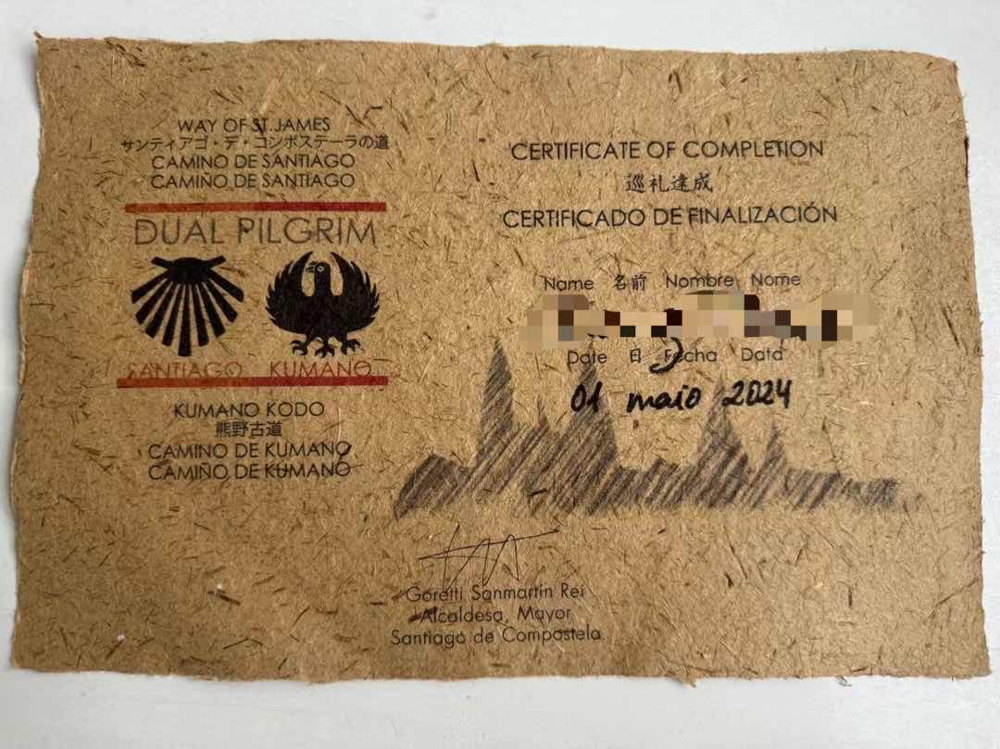 WAY OF ST.JAMES
サンティアゴ・デ・コンポステーラの道
CAMINO DE SANTIAGO
CAMIÑO DE SANTIAGO
DUAL PILGRIM
SANTIAGO KUMANO
KUMANO KODO
熊野古道
CAMINO DE KUMANO
CAMIÑO DE KUMANO
CERTIFICATE OF COMPLETION
巡礼達成
CERTIFICADO DE FINALIZACIÓN
Name 名前 Nombre Nome
Date 日 Fecha Data
01 maio 2024
Goretti Sanmartín Rei
Alcaldesa, Mayor
Santiago de Compostela